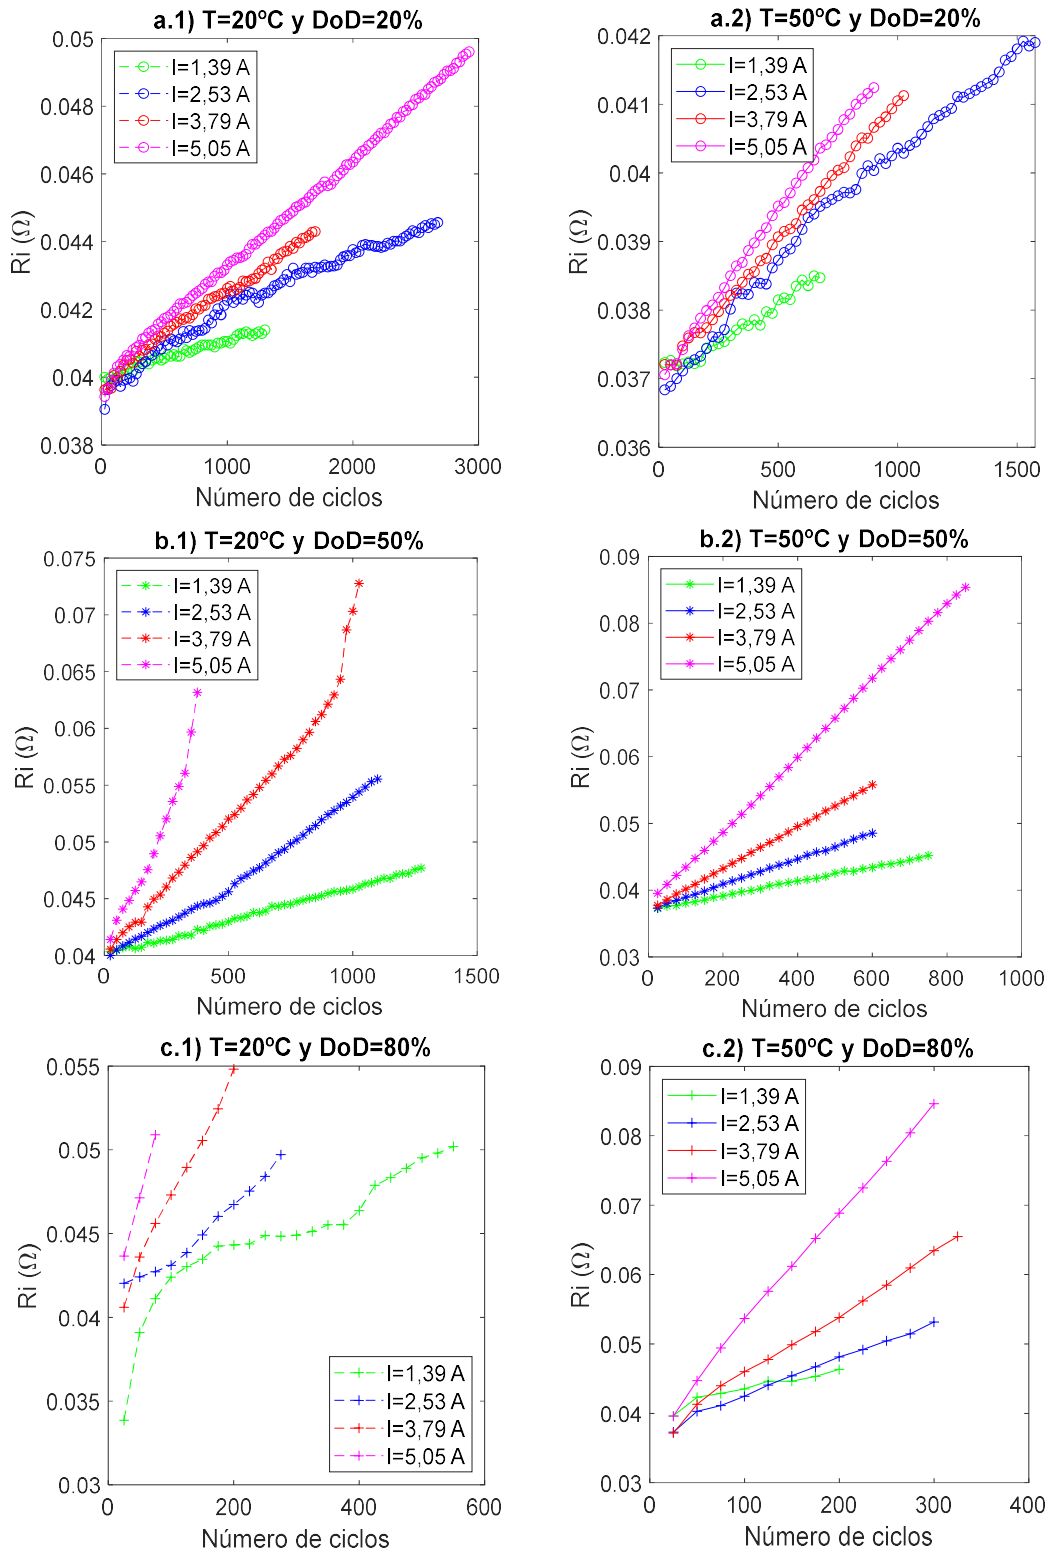 a.1) T=20ºC y DoD=20%
0.05
0.048
0.046
0.044
0.042
0.04
0.038
Ri (Ω)
I=1,39 A
I=2,53 A
I=3,79 A
I=5,05 A
0 1000 2000 3000
Número de ciclos
a.2) T=50ºC y DoD=20%
0.042
0.041
0.04
0.039
0.038
0.037
0.036
Ri (Ω)
I=1,39 A
I=2,53 A
I=3,79 A
I=5,05 A
0 500 1000 1500
Número de ciclos
b.1) T=20ºC y DoD=50%
0.075
0.07
0.065
0.06
0.055
0.05
0.045
0.04
Ri (Ω)
I=1,39 A
I=2,53 A
I=3,79 A
I=5,05 A
0 500 1000 1500
Número de ciclos
b.2) T=50ºC y DoD=50%
0.09
0.08
0.07
0.06
0.05
0.04
0.03
Ri (Ω)
I=1,39 A
I=2,53 A
I=3,79 A
I=5,05 A
0 200 400 600 800 1000
Número de ciclos
c.1) T=20ºC y DoD=80%
0.055
0.05
0.045
0.04
0.035
0.03
Ri (Ω)
I=1,39 A
I=2,53 A
I=3,79 A
I=5,05 A
0 200 400 600
Número de ciclos
c.2) T=50ºC y DoD=80%
0.09
0.08
0.07
0.06
0.05
0.04
0.03
Ri (Ω)
I=1,39 A
I=2,53 A
I=3,79 A
I=5,05 A
0 100 200 300 400
Número de ciclos